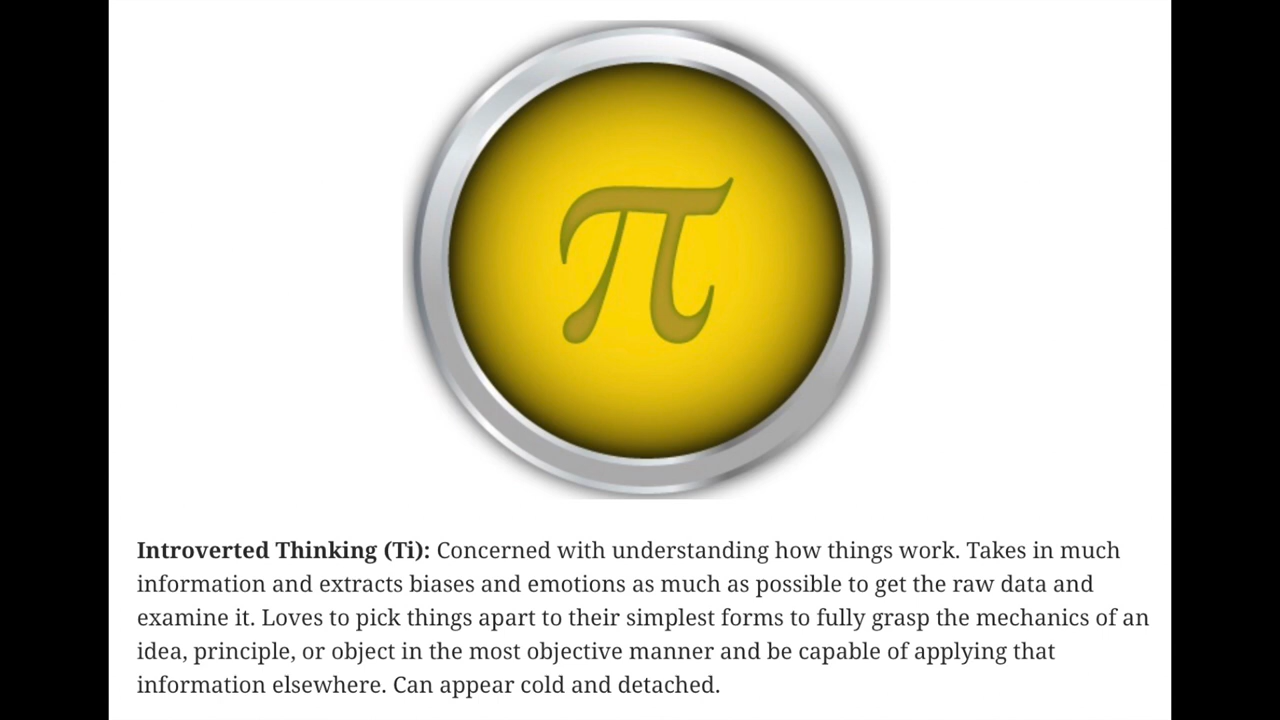 π
Introverted Thinking (Ti): Concerned with understanding how things work. Takes in much
information and extracts biases and emotions as much as possible to get the raw data and
examine it. Loves to pick things apart to their simplest forms to fully grasp the mechanics of an
idea, principle, or object in the most objective manner and be capable of applying that
information elsewhere. Can appear cold and detached.